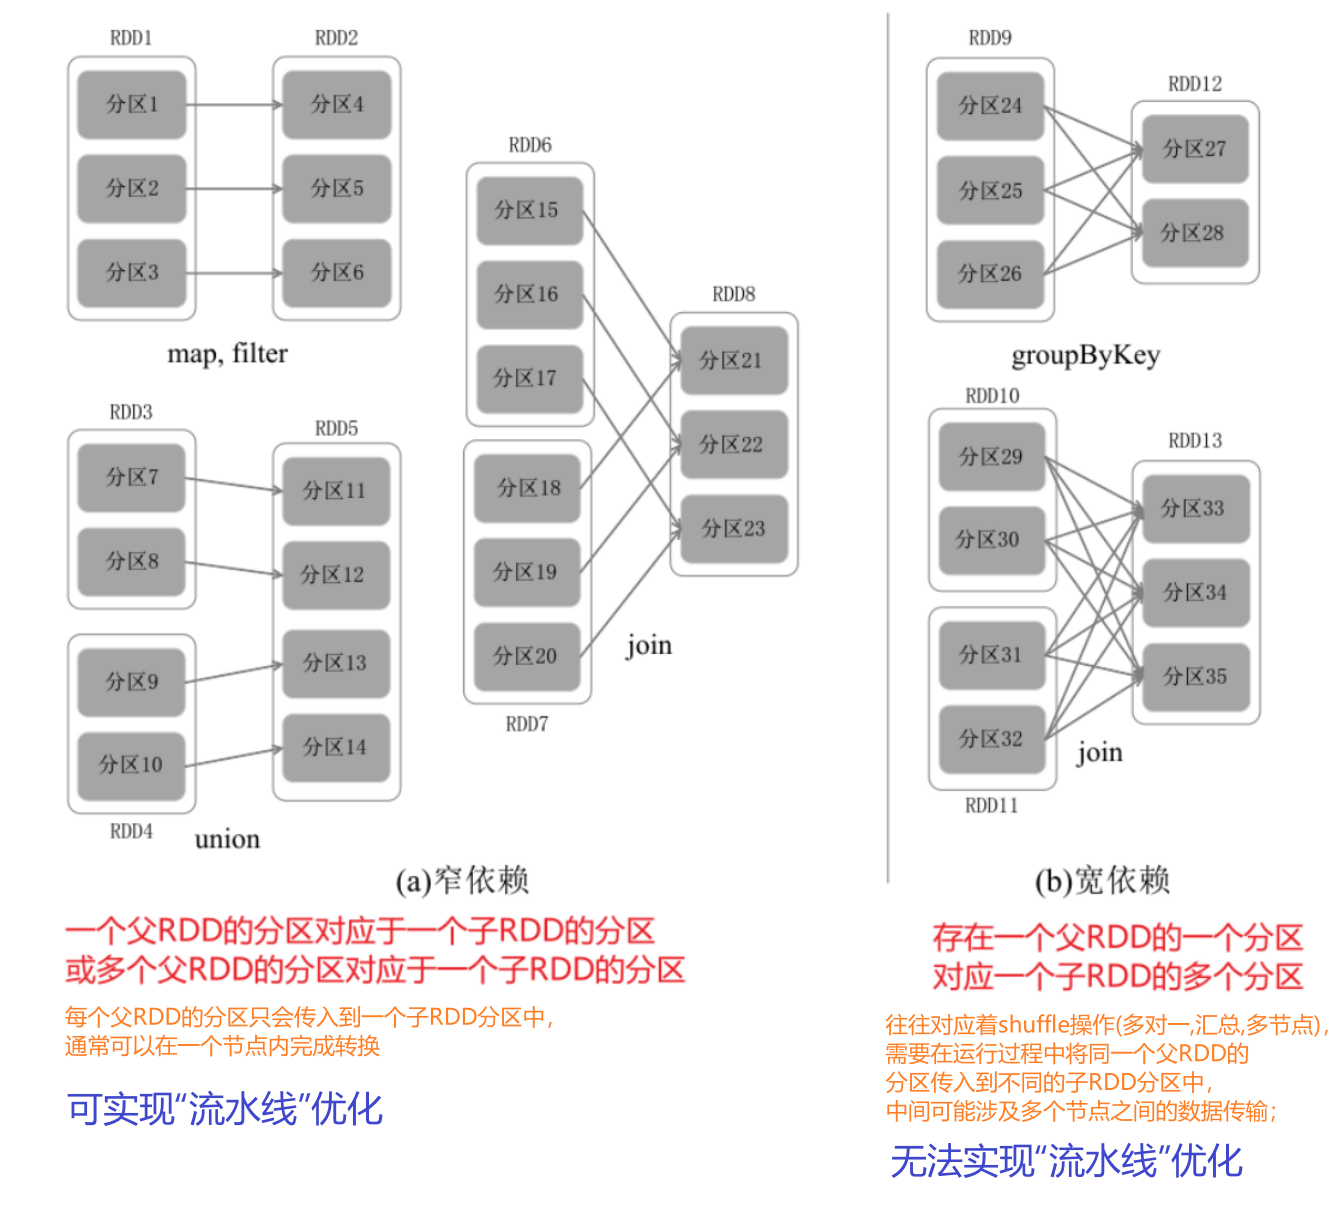 RDD1
RDD2
分区1
分区4
分区2
分区5
分区3
分区6
map, filter
RDD3
RDD5
分区7
分区11
分区8
分区12
分区9
分区13
分区10
分区14
RDD4
union
RDD6
分区15
分区16
分区17
RDD8
分区21
分区22
分区23
分区18
分区19
分区20
RDD7
join
(a)窄依赖
一个父RDD的分区对应于一个子RDD的分区
或多个父RDD的分区对应于一个子RDD的分区
每个父RDD的分区只会传入到一个子RDD分区中，
通常可以在一个节点内完成转换
可实现“流水线”优化
RDD9
RDD12
分区24
分区27
分区25
分区28
分区26
groupByKey
RDD10
RDD13
分区29
分区33
分区30
分区34
分区31
分区35
分区32
join
RDD11
(b)宽依赖
存在一个父RDD的一个分区
对应一个子RDD的多个分区
往往对应着shuffle操作(多对一,汇总,多节点)，
需要在运行过程中将同一个父RDD的
分区传入到不同的子RDD分区中，
中间可能涉及多个节点之间的数据传输；
无法实现“流水线”优化